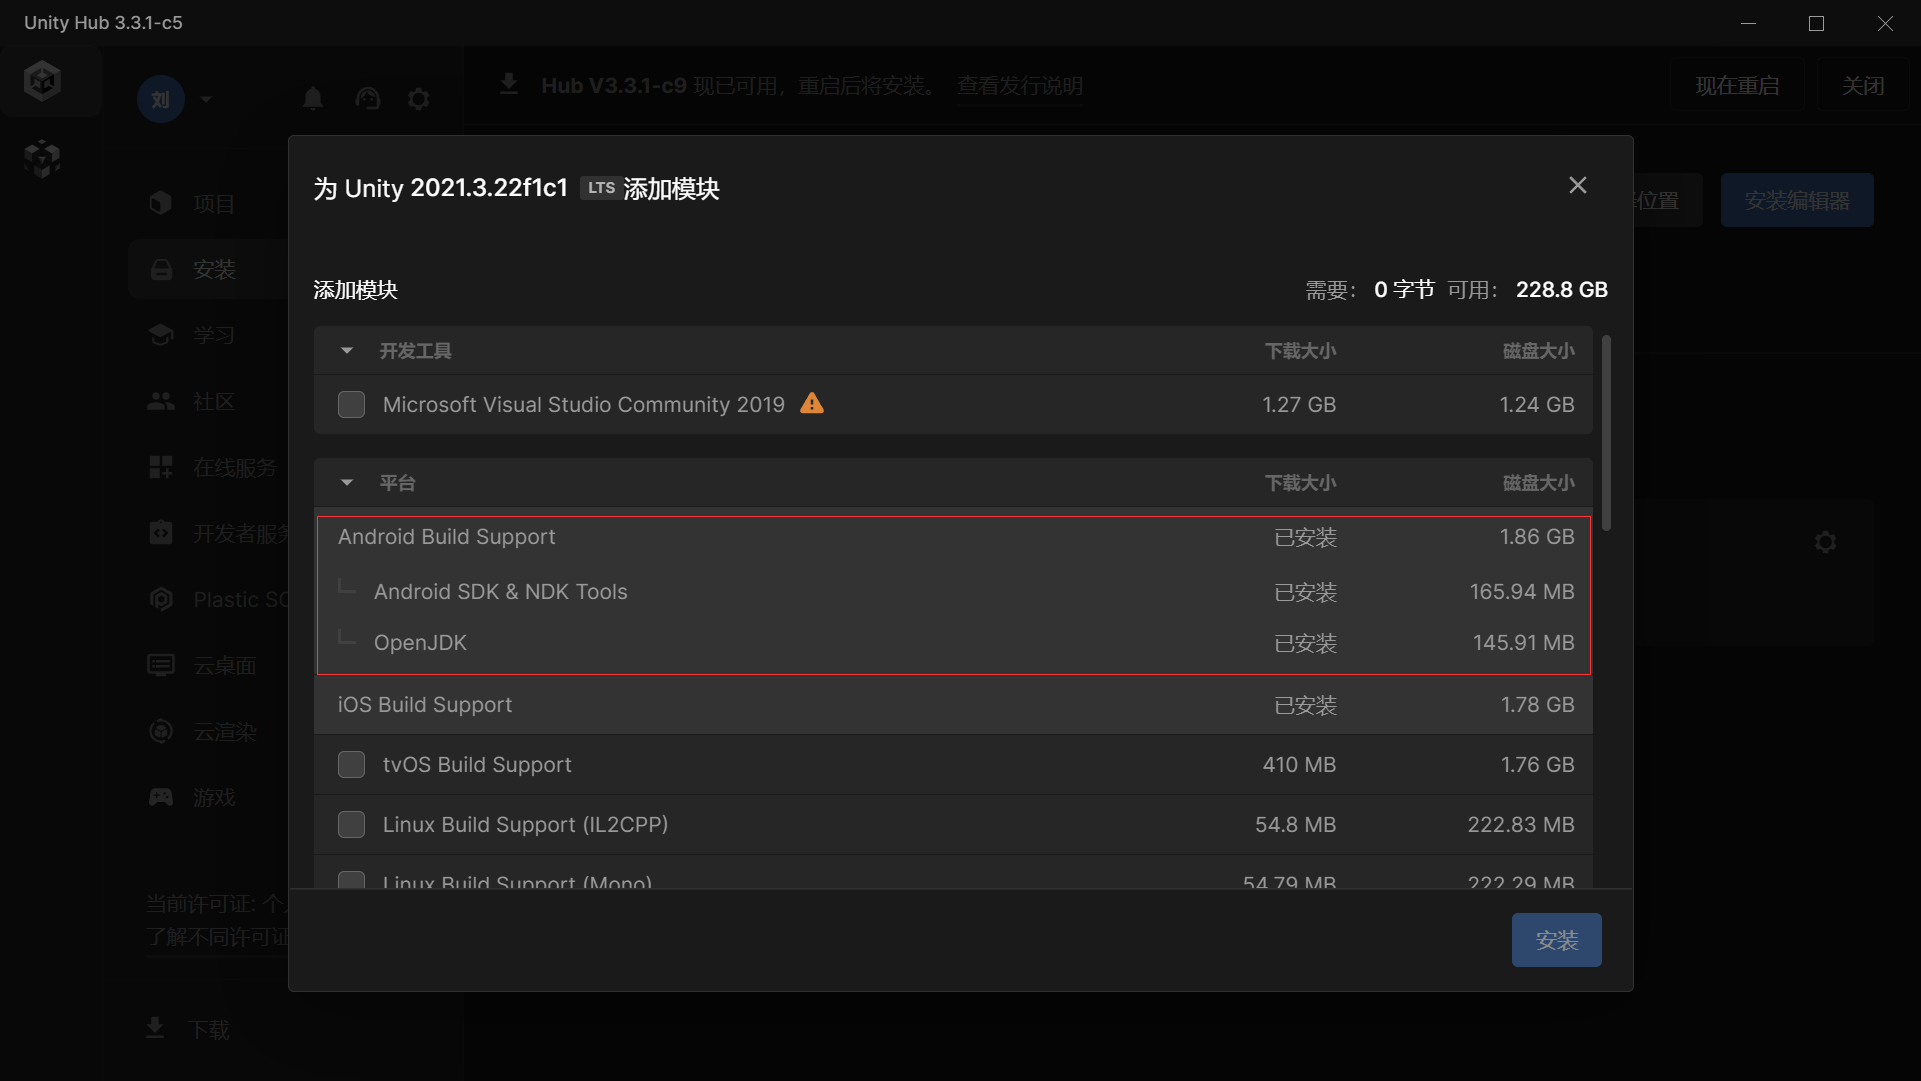 Unity Hub 3.3.1-c5
刘
Hub V3.3.1-c9 现已可用，重启后将安装。 查看发行说明
现在重启
关闭
项目
安装
学习
社区
在线服务
开发者服务
Plastic SC
云桌面
云渲染
游戏
当前许可证: 个
了解不同许可证
下载
位置
安装编辑器
为 Unity 2021.3.22f1c1 LTS 添加模块
添加模块
需要： 0 字节 可用： 228.8 GB
开发工具 下载大小 磁盘大小
Microsoft Visual Studio Community 2019 1.27 GB 1.24 GB
平台 下载大小 磁盘大小
Android Build Support 已安装 1.86 GB
Android SDK & NDK Tools 已安装 165.94 MB
OpenJDK 已安装 145.91 MB
iOS Build Support 已安装 1.78 GB
tvOS Build Support 410 MB 1.76 GB
Linux Build Support (IL2CPP) 54.8 MB 222.83 MB
Linux Build Support (Mono) 54.79 MB 222.29 MB
安装